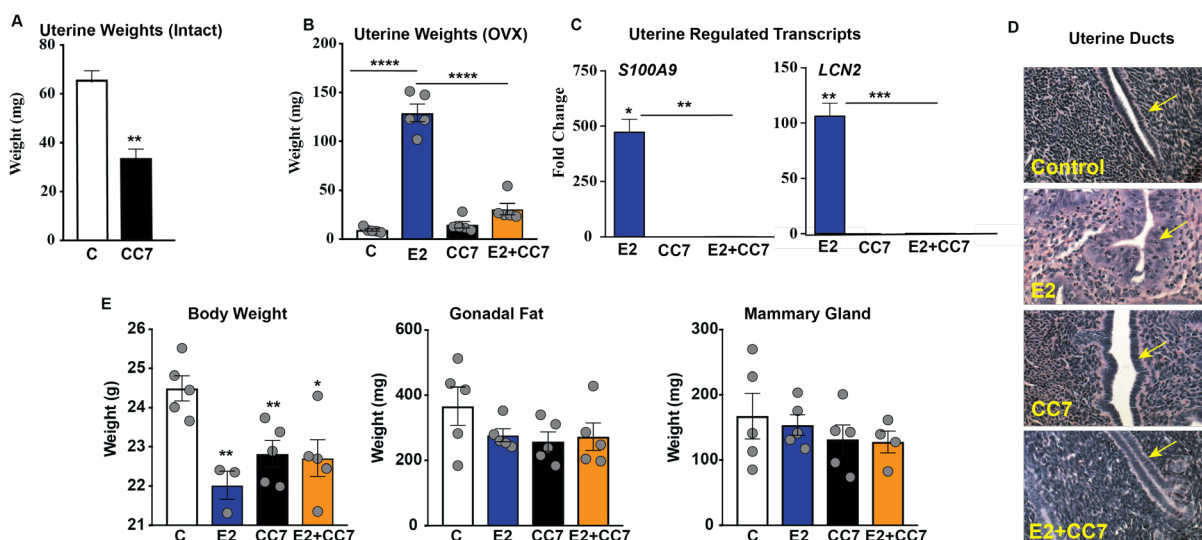 A
Uterine Weights (Intact)
Weight (mg)
80
60
40
20
0
**
C CC7
B
Uterine Weights (OVX)
Weight (mg)
200
150
100
50
0
****
****
C E2 CC7 E2+CC7
C
Uterine Regulated Transcripts
Fold Change
S100A9
750
500
250
0
*
**
E2 CC7 E2+CC7
LCN2
150
100
50
0
**
***
E2 CC7 E2+CC7
D
Uterine Ducts
Control
E2
CC7
E2+CC7
E
Body Weight
Weight (g)
26
25
24
23
22
21
**
**
*
C E2 CC7 E2+CC7
Gonadal Fat
Weight (mg)
600
400
200
0
C E2 CC7 E2+CC7
Mammary Gland
Weight (mg)
300
200
100
0
C E2 CC7 E2+CC7